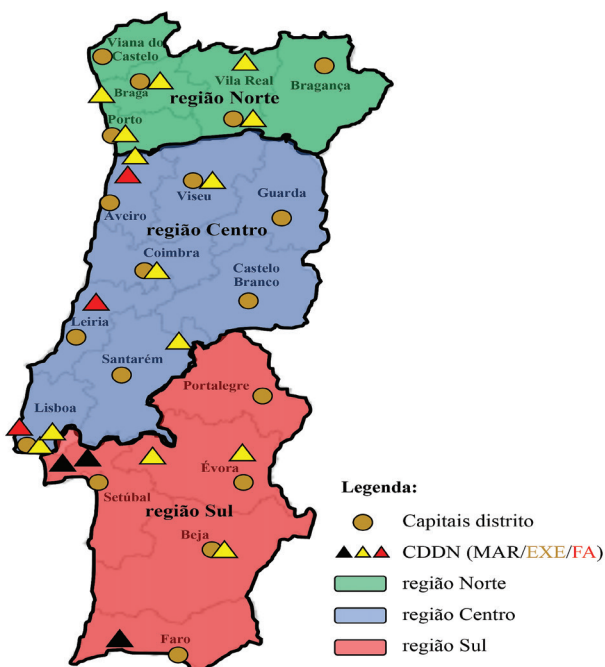 Viana do
Castelo
Braga
Vila Real
Bragança
região Norte
Porto
Viseu
Guarda
Aveiro
região Centro
Coimbra
Castelo
Branco
Leiria
Santarém
Portalegre
Lisboa
Évora
Setúbal
região Sul
Beja
Faro
Legenda:
Capitais distrito
CDDN (MAR/EXE/FA)
região Norte
região Centro
região Sul